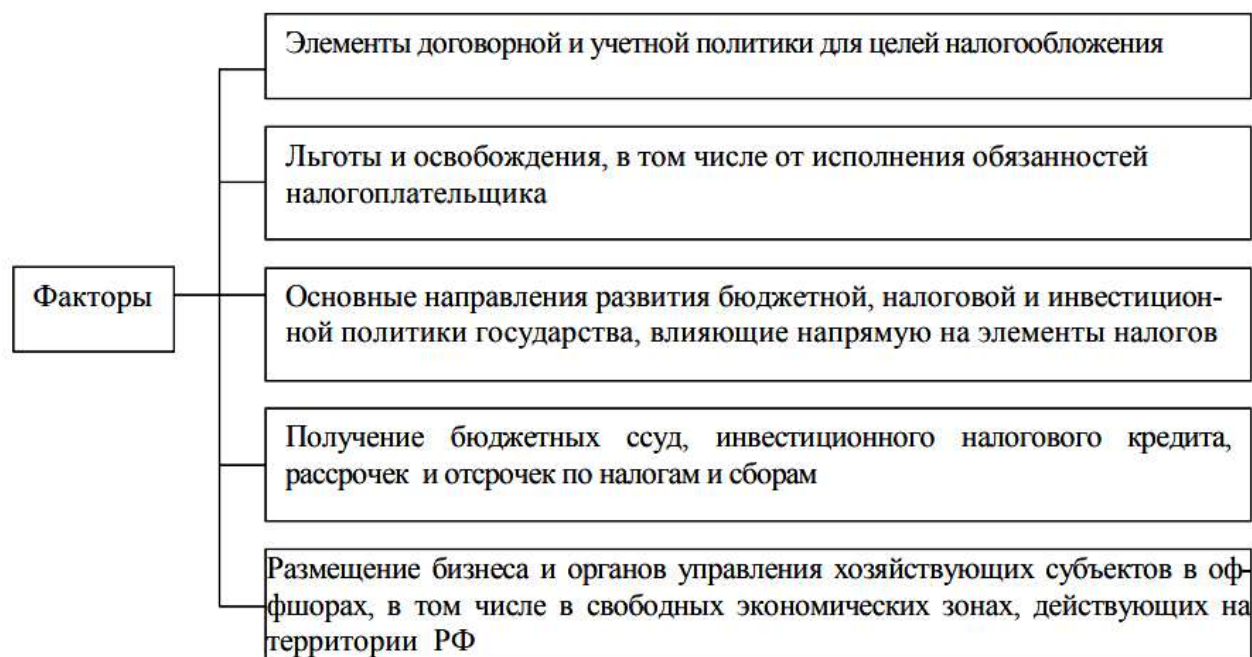 Элементы договорной и учетной политики для целей налогообложения
Льготы и освобождения, в том числе от исполнения обязанностей
налогоплательщика
Факторы
Основные направления развития бюджетной, налоговой и инвестицион-
ной политики государства, влияющие напрямую на элементы налогов
Получение бюджетных ссуд, инвестиционного налогового кредита,
рассрочек и отсрочек по налогам и сборам
Размещение бизнеса и органов управления хозяйствующих субъектов в оф-
фшорах, в том числе в свободных экономических зонах, действующих на
территории РФ